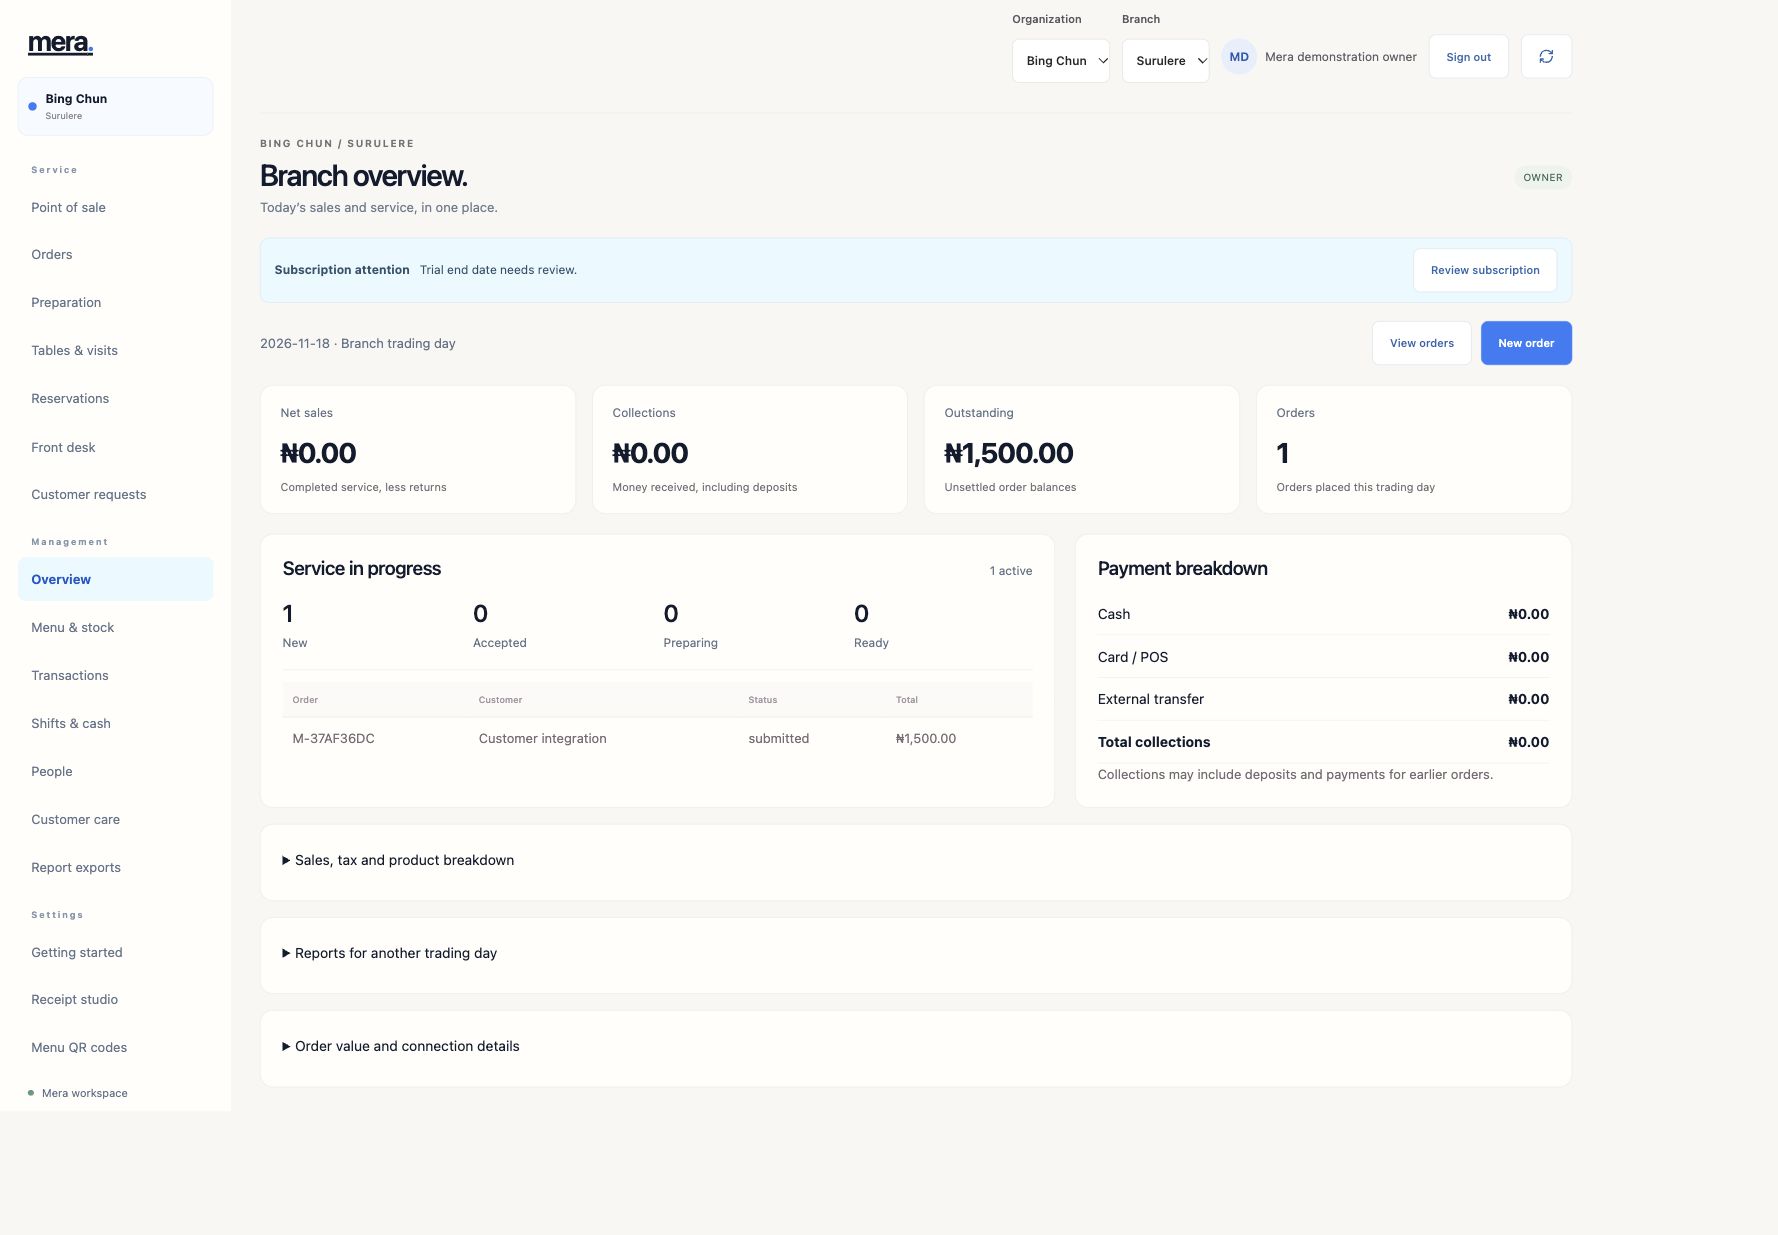 mera.
Bing Chun
Surulere
Service
Point of sale
Orders
Preparation
Tables & visits
Reservations
Front desk
Customer requests
Management
Overview
Menu & stock
Transactions
Shifts & cash
People
Customer care
Report exports
Settings
Getting started
Receipt studio
Menu QR codes
Mera workspace
Organization Branch
Bing Chun Surulere MD Mera demonstration owner Sign out
BING CHUN / SURULERE
Branch overview.
OWNER
Today's sales and service, in one place.
Subscription attention Trial end date needs review. Review subscription
2026-11-18 · Branch trading day View orders New order
Net sales
₦0.00
Completed service, less returns
Collections
₦0.00
Money received, including deposits
Outstanding
₦1,500.00
Unsettled order balances
Orders
1
Orders placed this trading day
Service in progress 1 active
1 0 0 0
New Accepted Preparing Ready
Order Customer Status Total
M-37AF36DC Customer integration submitted ₦1,500.00
Payment breakdown
Cash ₦0.00
Card / POS ₦0.00
External transfer ₦0.00
Total collections ₦0.00
Collections may include deposits and payments for earlier orders.
Sales, tax and product breakdown
Reports for another trading day
Order value and connection details